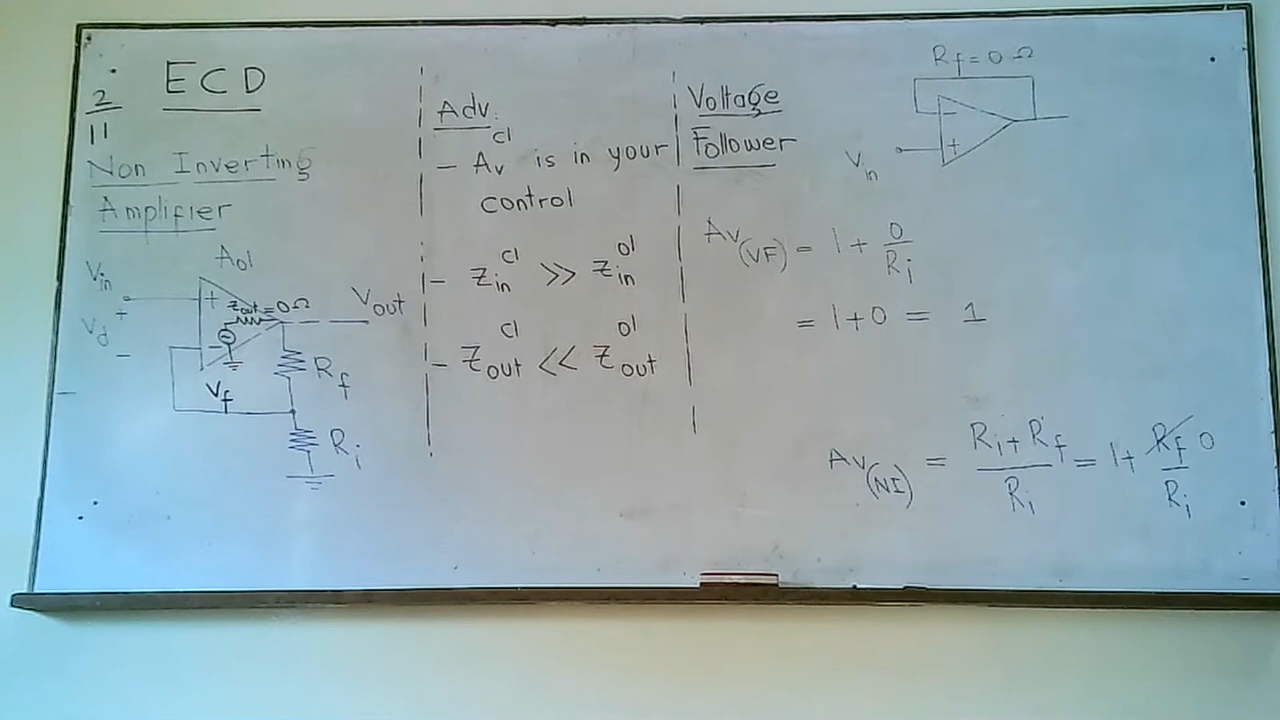 ECD
2
11
Non Inverting
Amplifier
A ol
Vin
+
Zout = 0Ω
Vout
+
Vd
−
−
Vf
Rf
Ri
Adv.
- Av cl is in your
control
- Zin cl >> Zin ol
- Zout cl << Zout ol
Voltage
Follower
Rf = 0 Ω
−
+
Vin
Av(VF) = 1 + 0/Ri
= 1+0 = 1
Av(NI) = Ri + Rf / Ri = 1 + Rf 0 / Ri